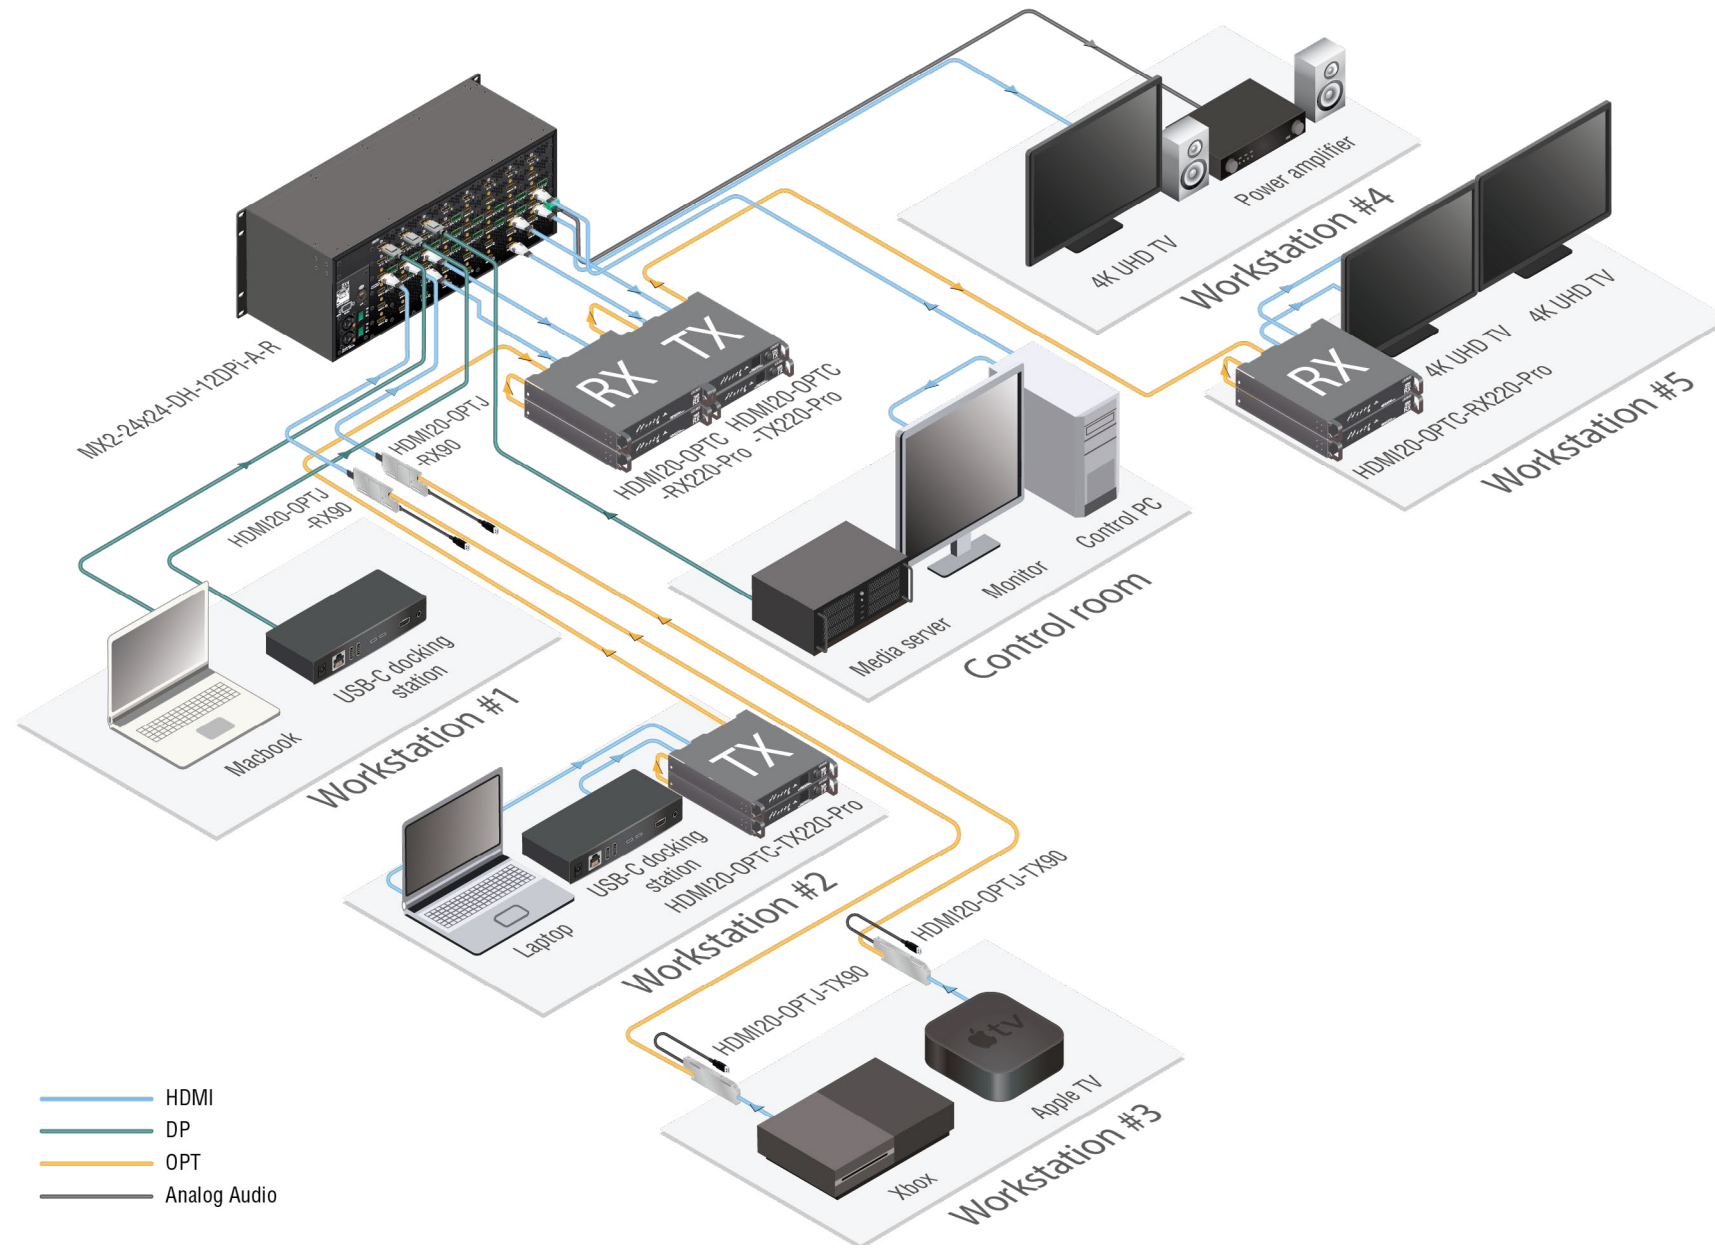 Power amplifier
4K UHD TV
Workstation #4
4K UHD TV
4K UHD TV
RX
HDMI20-OPTC-RX220-Pro
Workstation #5
MX2-24x24-DH-12DPi-A-R
RX TX
HDMI20-OPTC
-RX220-Pro
HDMI20-OPTC
-TX220-Pro
HDMI20-OPTJ
-RX90
HDMI20-OPTJ
-RX90
Control PC
Monitor
Media server
Control room
USB-C docking
station
Macbook
Workstation #1
TX
HDMI20-OPTC-TX220-Pro
USB-C docking
station
Laptop
Workstation #2
HDMI20-OPTJ-TX90
HDMI20-OPTJ-TX90
tv
Apple TV
Xbox
Workstation #3
HDMI
DP
OPT
Analog Audio